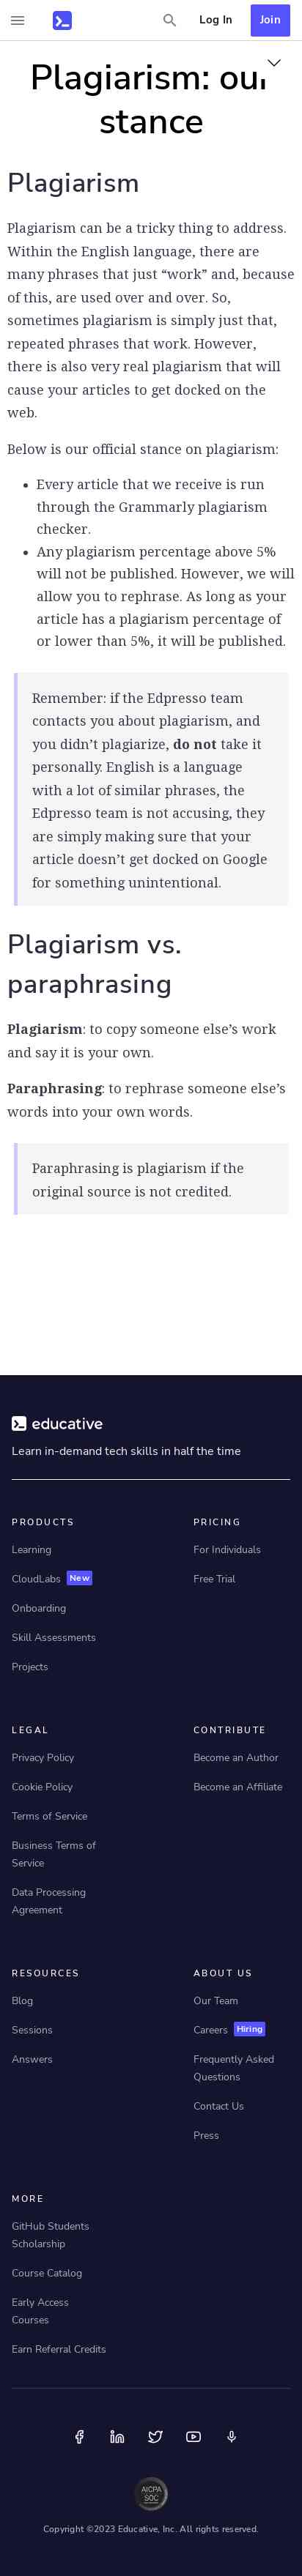 Log In
Join
Plagiarism: our
stance
Plagiarism
Plagiarism can be a tricky thing to address.
Within the English language, there are
many phrases that just “work” and, because
of this, are used over and over. So,
sometimes plagiarism is simply just that,
repeated phrases that work. However,
there is also very real plagiarism that will
cause your articles to get docked on the
web.
Below is our official stance on plagiarism:
• Every article that we receive is run
through the Grammarly plagiarism
checker.
• Any plagiarism percentage above 5%
will not be published. However, we will
allow you to rephrase. As long as your
article has a plagiarism percentage of
or lower than 5%, it will be published.
Remember: if the Edpresso team
contacts you about plagiarism, and
you didn’t plagiarize, do not take it
personally. English is a language
with a lot of similar phrases, the
Edpresso team is not accusing, they
are simply making sure that your
article doesn’t get docked on Google
for something unintentional.
Plagiarism vs.
paraphrasing
Plagiarism: to copy someone else’s work
and say it is your own.
Paraphrasing: to rephrase someone else’s
words into your own words.
Paraphrasing is plagiarism if the
original source is not credited.
educative
Learn in-demand tech skills in half the time
PRODUCTS
Learning
CloudLabs New
Onboarding
Skill Assessments
Projects
PRICING
For Individuals
Free Trial
LEGAL
Privacy Policy
Cookie Policy
Terms of Service
Business Terms of
Service
Data Processing
Agreement
CONTRIBUTE
Become an Author
Become an Affiliate
RESOURCES
Blog
Sessions
Answers
ABOUT US
Our Team
Careers Hiring
Frequently Asked
Questions
Contact Us
Press
MORE
GitHub Students
Scholarship
Course Catalog
Early Access
Courses
Earn Referral Credits
AICPA
SOC
Copyright ©2023 Educative, Inc. All rights reserved.